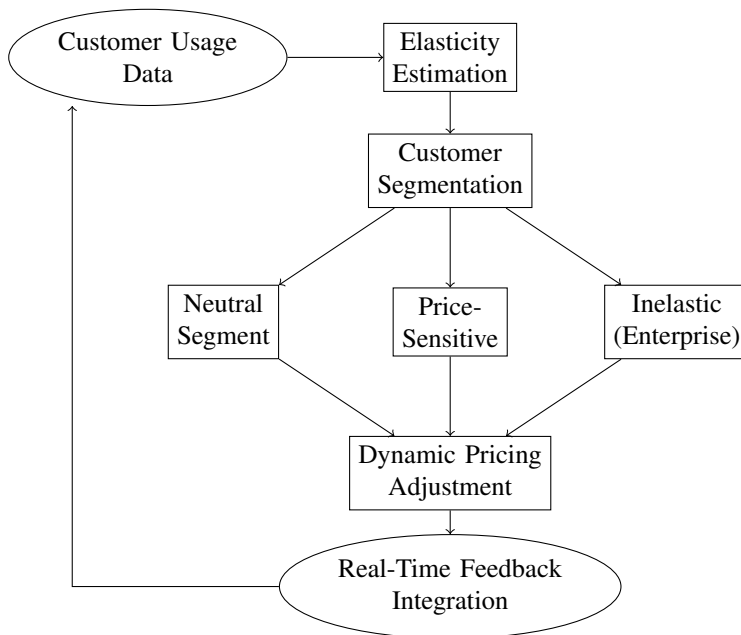 Customer Usage
Data
Elasticity
Estimation
Customer
Segmentation
Neutral
Segment
Price-
Sensitive
Inelastic
(Enterprise)
Dynamic Pricing
Adjustment
Real-Time Feedback
Integration